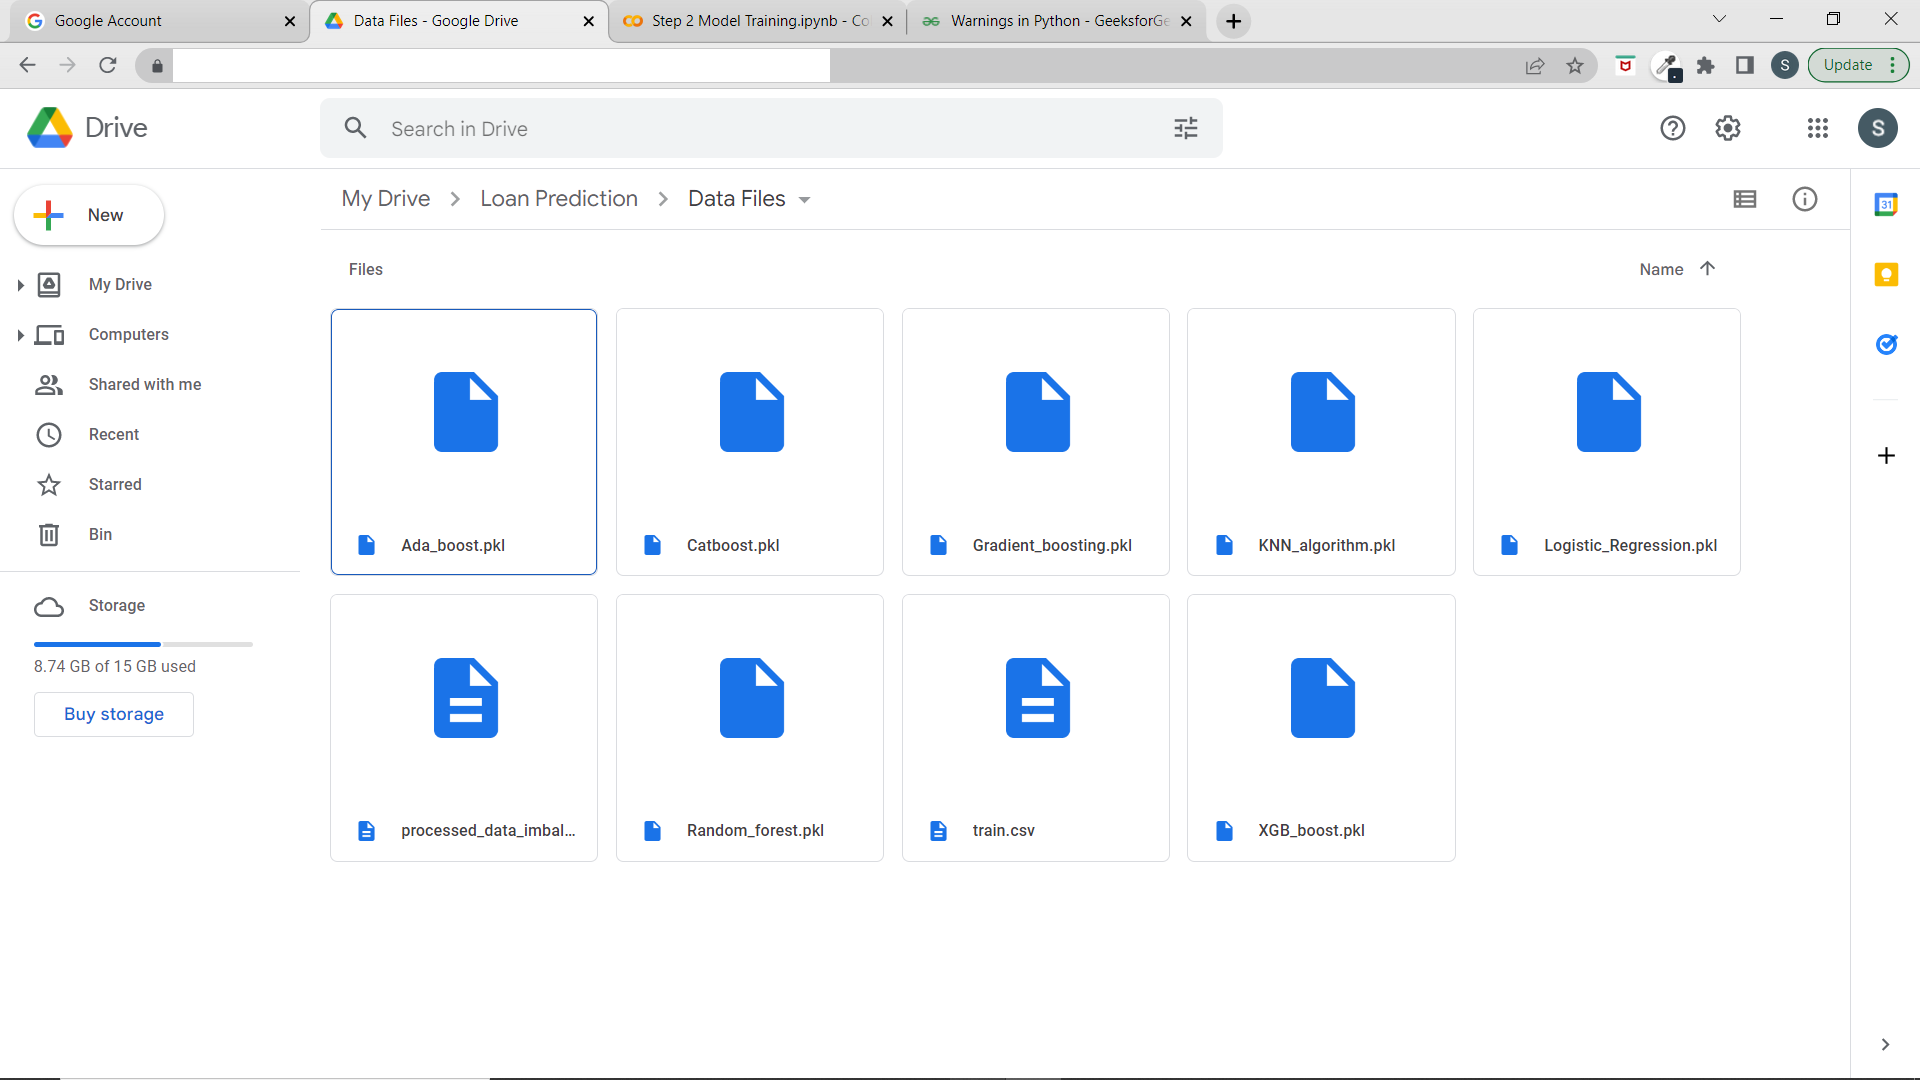 Google Account
Data Files - Google Drive
Step 2 Model Training.ipynb - Co
Warnings in Python - GeeksforGe
S
Update
Drive
Search in Drive
S
New
My Drive
Loan Prediction
Data Files
31
My Drive
Computers
Shared with me
Recent
Starred
Bin
Storage
8.74 GB of 15 GB used
Buy storage
Files
Name
Ada_boost.pkl
Catboost.pkl
Gradient_boosting.pkl
KNN_algorithm.pkl
Logistic_Regression.pkl
processed_data_imbal...
Random_forest.pkl
train.csv
XGB_boost.pkl